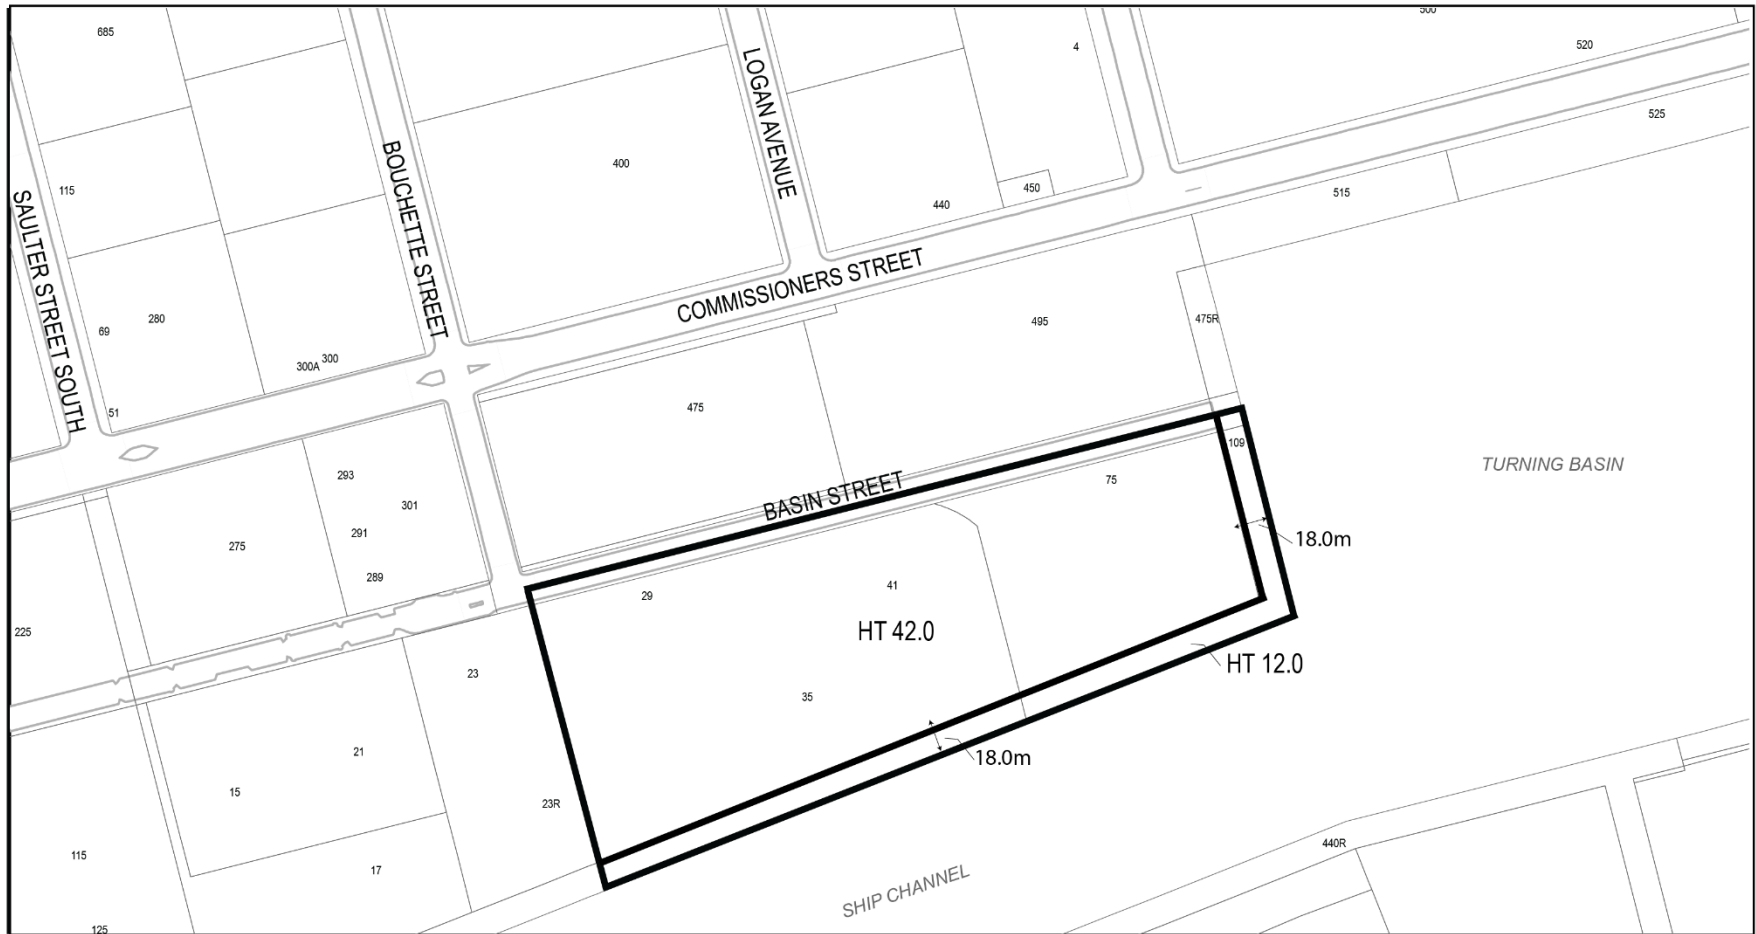 685
4
500
520
525
LOGAN AVENUE
BOUCHETTE STREET
400
115
SAULTER STREET SOUTH
450
440
515
COMMISSIONERS STREET
280
69
495
475R
300
300A
475
51
109
TURNING BASIN
293
75
BASIN STREET
301
291
18.0m
275
289
41
29
225
HT 42.0
HT 12.0
23
35
21
18.0m
15
23R
440R
115
17
SHIP CHANNEL
125